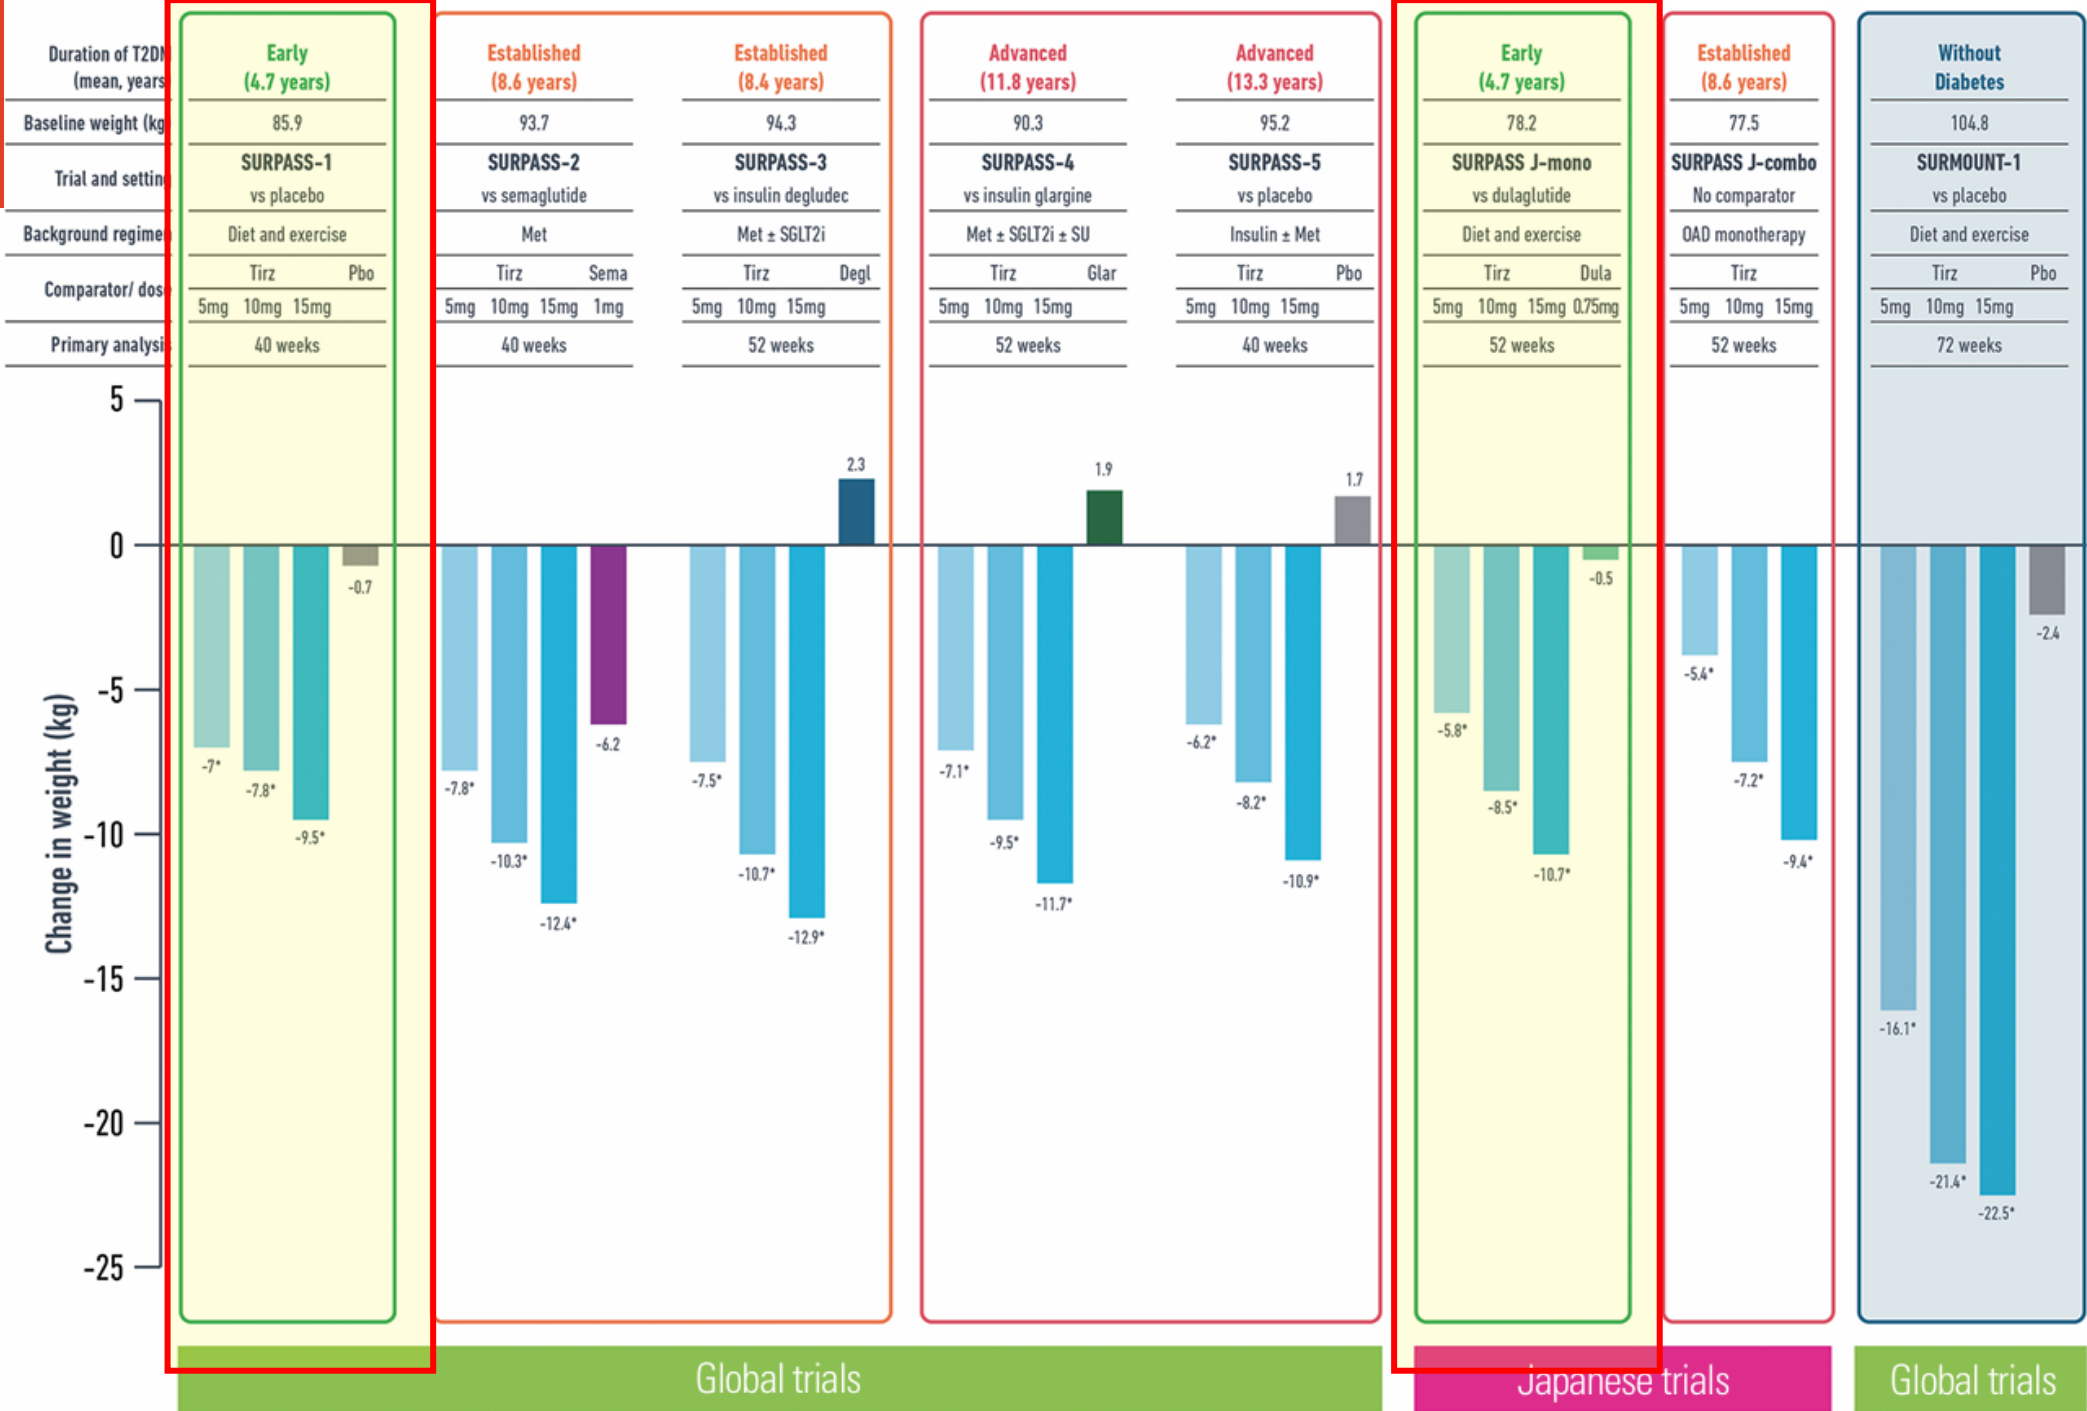 Duration of T2DM
(mean, years
Early
(4.7 years)
Established
(8.6 years)
Established
(8.4 years)
Advanced
(11.8 years)
Advanced
(13.3 years)
Early
(4.7 years)
Established
(8.6 years)
Without
Diabetes
Baseline weight (kg 85.9 93.7 94.3 90.3 95.2 78.2 77.5 104.8
Trial and setting
SURPASS-1
vs placebo
SURPASS-2
vs semaglutide
SURPASS-3
vs insulin degludec
SURPASS-4
vs insulin glargine
SURPASS-5
vs placebo
SURPASS J-mono
vs dulaglutide
SURPASS J-combo
No comparator
SURMOUNT-1
vs placebo
Background regimen Diet and exercise Met Met ± SGLT2i Met ± SGLT2i ± SU Insulin ± Met Diet and exercise OAD monotherapy Diet and exercise
Comparator/ dose
Tirz Pbo
5mg 10mg 15mg
Tirz Sema
5mg 10mg 15mg 1mg
Tirz Degl
5mg 10mg 15mg
Tirz Glar
5mg 10mg 15mg
Tirz Pbo
5mg 10mg 15mg
Tirz Dula
5mg 10mg 15mg 0.75mg
Tirz
5mg 10mg 15mg
Tirz Pbo
5mg 10mg 15mg
Primary analysis 40 weeks 40 weeks 52 weeks 52 weeks 40 weeks 52 weeks 52 weeks 72 weeks
Change in weight (kg)
5
0
-5
-10
-15
-20
-25
-7* -7.8* -9.5* -0.7
-7.8* -10.3* -12.4* -6.2
-7.5* -10.7* -12.9* 2.3
-7.1* -9.5* -11.7* 1.9
-6.2* -8.2* -10.9* 1.7
-5.8* -8.5* -10.7* -0.5
-5.4* -7.2* -9.4*
-16.1* -21.4* -22.5* -2.4
Global trials
Japanese trials
Global trials